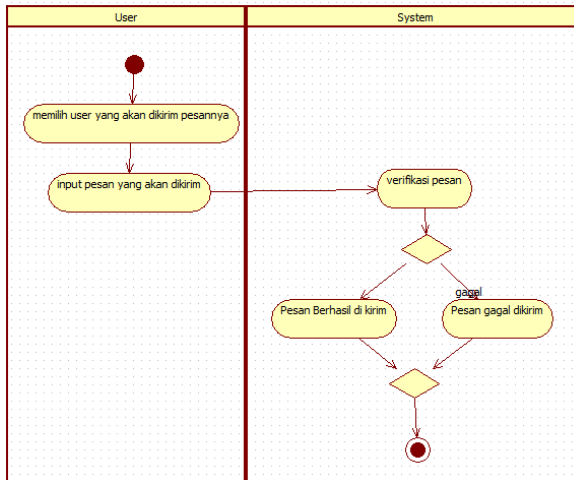 User
System
memilih user yang akan dikirim pesannya
input pesan yang akan dikirim
verifikasi pesan
gagal
Pesan Berhasil di kirim
Pesan gagal dikirim